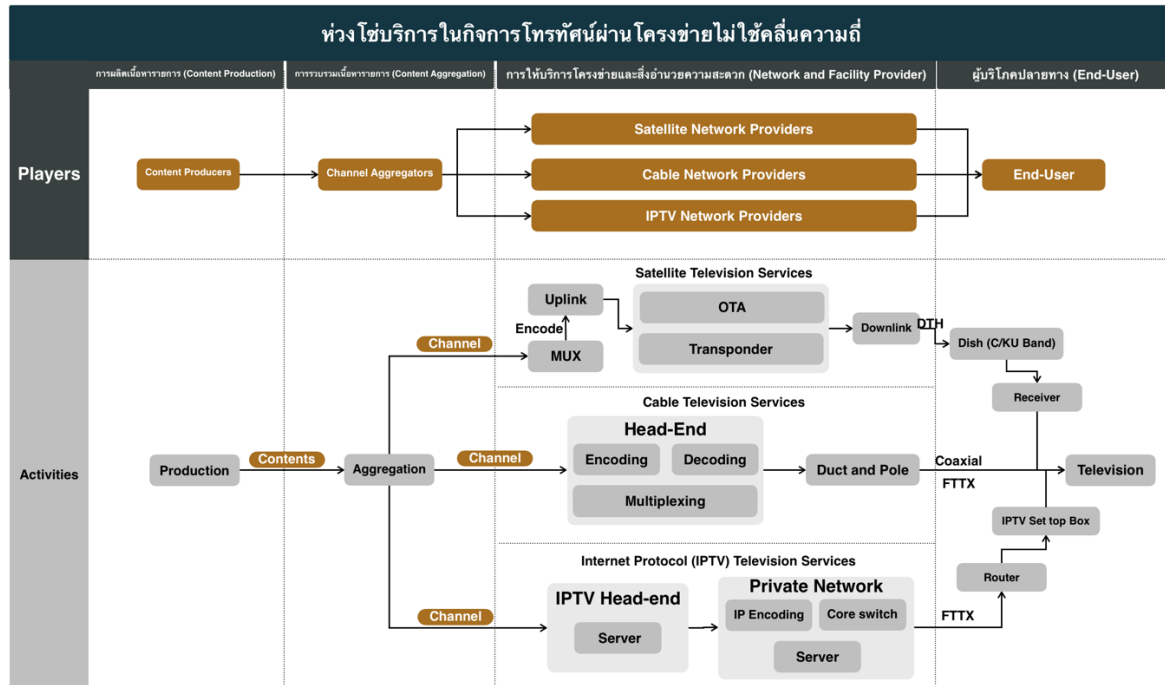 ห่วงโซ่บริการในกิจการโทรทัศน์ผ่านโครงข่ายไม่ใช้คลื่นความถี่
การผลิตเนื้อหารายการ (Content Production)
การรวบรวมเนื้อหารายการ (Content Aggregation)
การให้บริการโครงข่ายและสิ่งอำนวยความสะดวก (Network and Facility Provider)
ผู้บริโภคปลายทาง (End-User)
Players
Content Producers
Channel Aggregators
Satellite Network Providers
Cable Network Providers
IPTV Network Providers
End-User
Activities
Production
Contents
Aggregation
Channel
Satellite Television Services
MUX
Encode
Uplink
OTA
Transponder
Downlink
DTH
Dish (C/KU Band)
Receiver
Channel
Cable Television Services
Head-End
Encoding
Decoding
Multiplexing
Duct and Pole
Coaxial
FTTX
Television
Channel
Internet Protocol (IPTV) Television Services
IPTV Head-end
Server
Private Network
IP Encoding
Core switch
Server
FTTX
Router
IPTV Set top Box